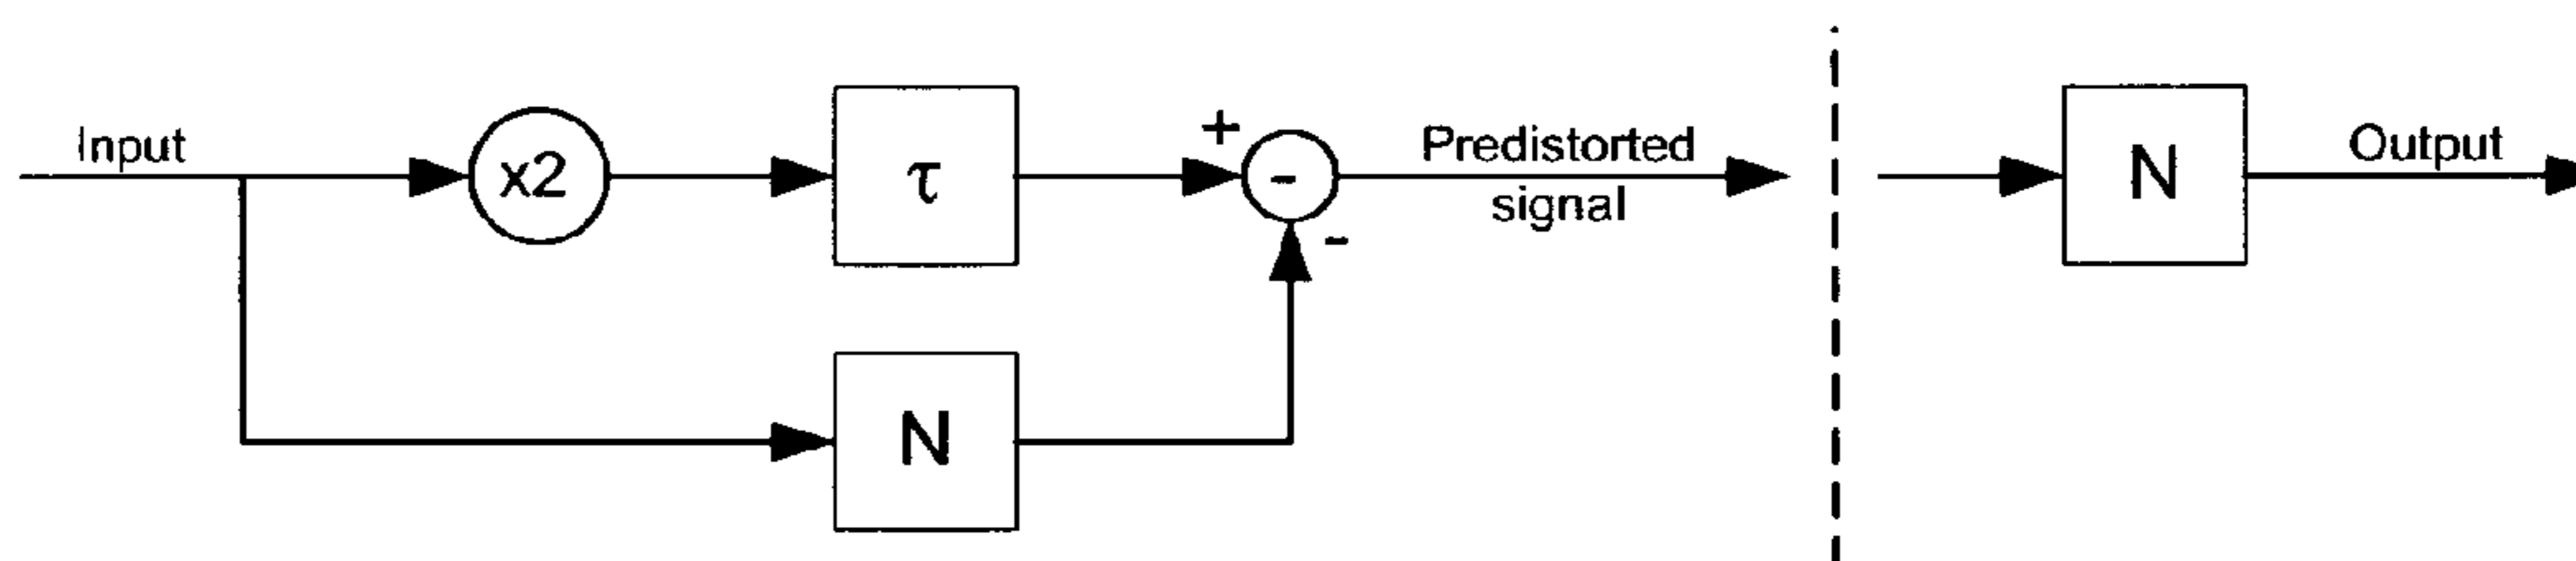 Input
x2
τ
+
-
-
Predistorted
signal
N
N
Output